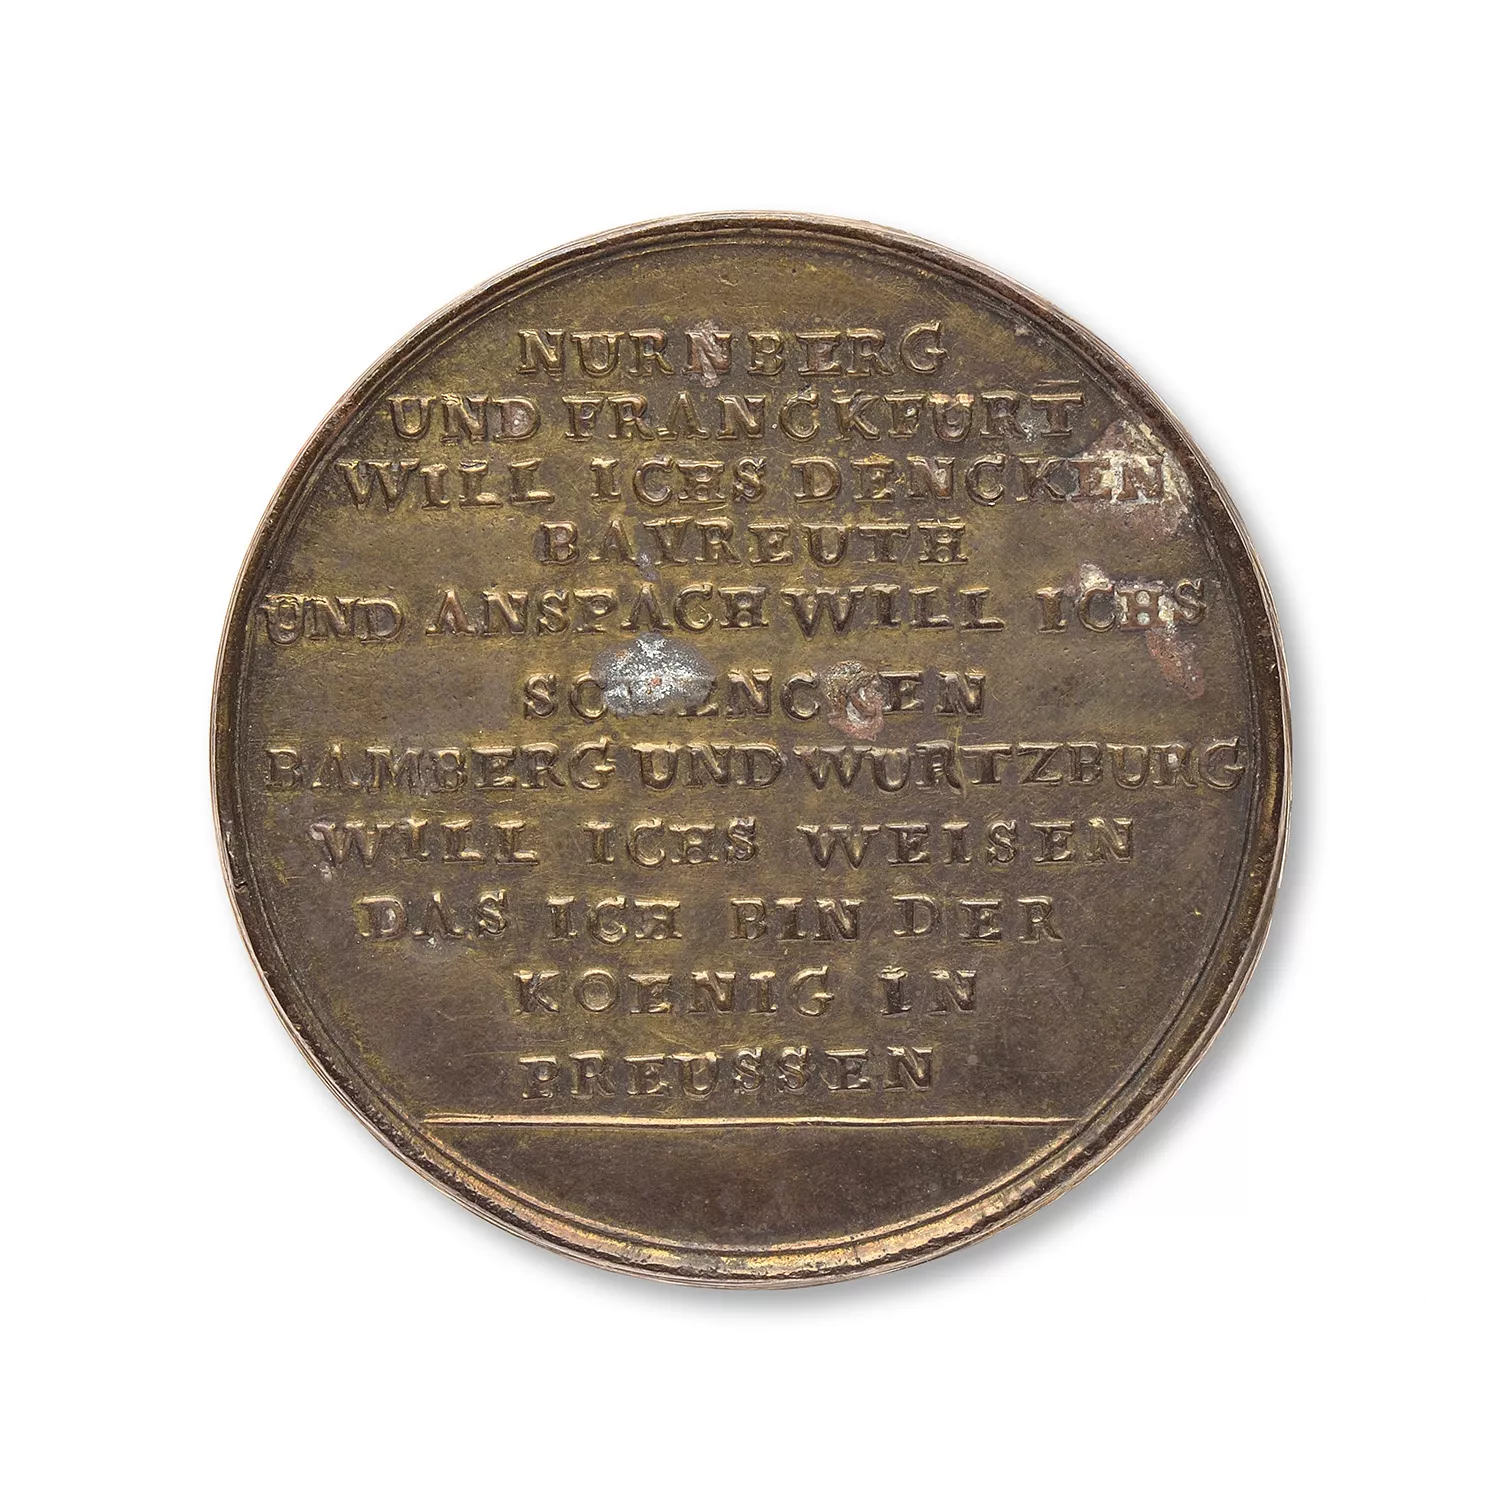 NURNBERG
UND FRANCKFURT
WILL ICHS DENCKEN
BAYREUTH
UND ANSPACH WILL ICHS
SCHENCKEN
BAMBERG UND WURTZBURG
WILL ICHS WEISEN
DAS ICH BIN DER
KOENIG IN
PREUSSEN